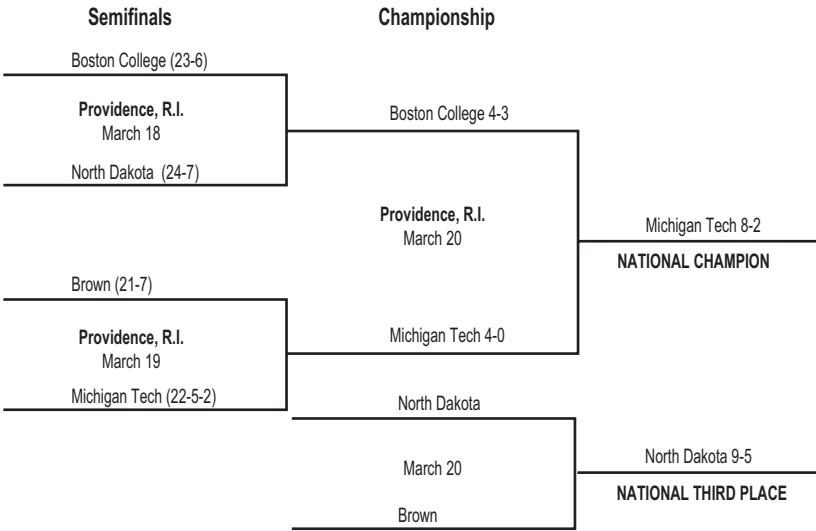 Semifinals
Championship
Boston College (23-6)
Providence, R.I.
March 18
North Dakota (24-7)
Boston College 4-3
Providence, R.I.
March 20
Michigan Tech 8-2
NATIONAL CHAMPION
Brown (21-7)
Providence, R.I.
March 19
Michigan Tech (22-5-2)
Michigan Tech 4-0
North Dakota
March 20
Brown
North Dakota 9-5
NATIONAL THIRD PLACE